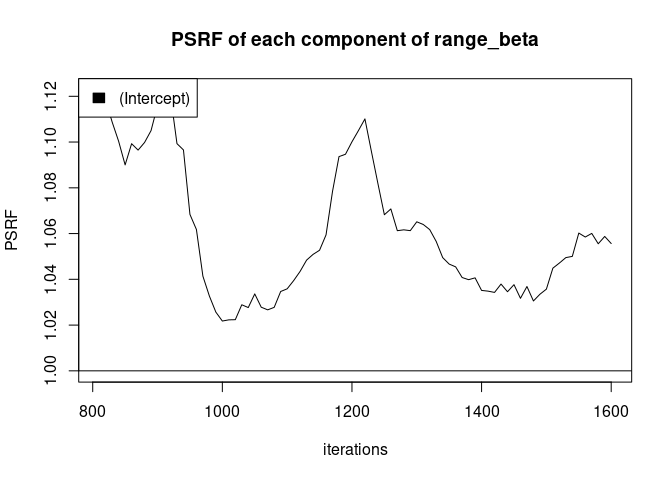 PSRF of each component of range_beta
(Intercept)
1.12
1.10
1.08
1.06
1.04
1.02
1.00
PSRF
800 1000 1200 1400 1600
iterations